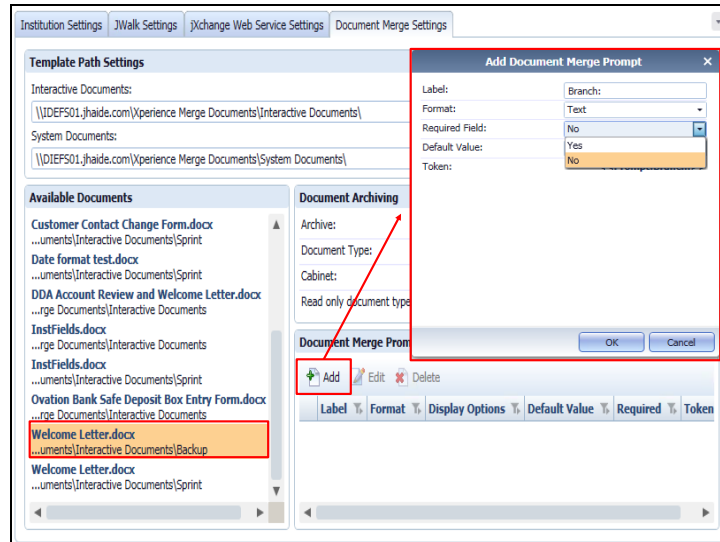 Institution Settings JWalk Settings jXchange Web Service Settings Document Merge Settings
Template Path Settings
Interactive Documents:
\\IDEFS01.jhaide.com\Xperience Merge Documents\Interactive Documents\
System Documents:
\\DIEFS01.jhaide.com\Xperience Merge Documents\System Documents\
Add Document Merge Prompt
Label: Branch:
Format: Text
Required Field: No
Default Value: Yes
No
Token:
OK Cancel
Available Documents
Customer Contact Change Form.docx
...uments\Interactive Documents\Sprint
Date format test.docx
...uments\Interactive Documents\Sprint
DDA Account Review and Welcome Letter.docx
...rge Documents\Interactive Documents
InstFields.docx
...rge Documents\Interactive Documents
InstFields.docx
...uments\Interactive Documents\Sprint
Ovation Bank Safe Deposit Box Entry Form.docx
...rge Documents\Interactive Documents
Welcome Letter.docx
...uments\Interactive Documents\Backup
Welcome Letter.docx
...uments\Interactive Documents\Sprint
Document Archiving
Archive:
Document Type:
Cabinet:
Read only document type
Document Merge Prom
Add Edit Delete
Label Format Display Options Default Value Required Token